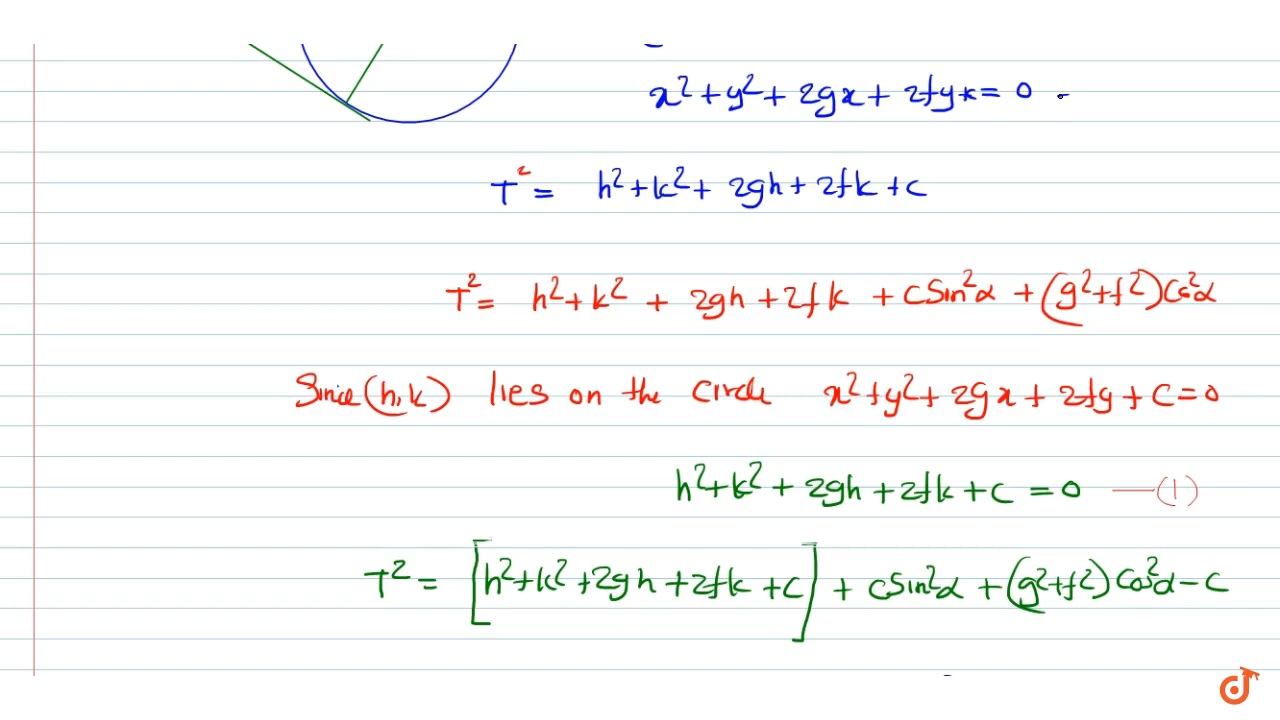 x² + y² + 2gx + 2fy + = 0
T² = h² + k² + 2gh + 2fk + c
T² = h² + k² + 2gh + 2fk + c Sin²α + (g² + f²) Cos²α
Since (h, k) lies on the circle x² + y² + 2gx + 2fy + c = 0
h² + k² + 2gh + 2fk + c = 0 —(1)
T² = [h² + k² + 2gh + 2fk + c] + c Sin²α + (g² + f²) Cos²α - c